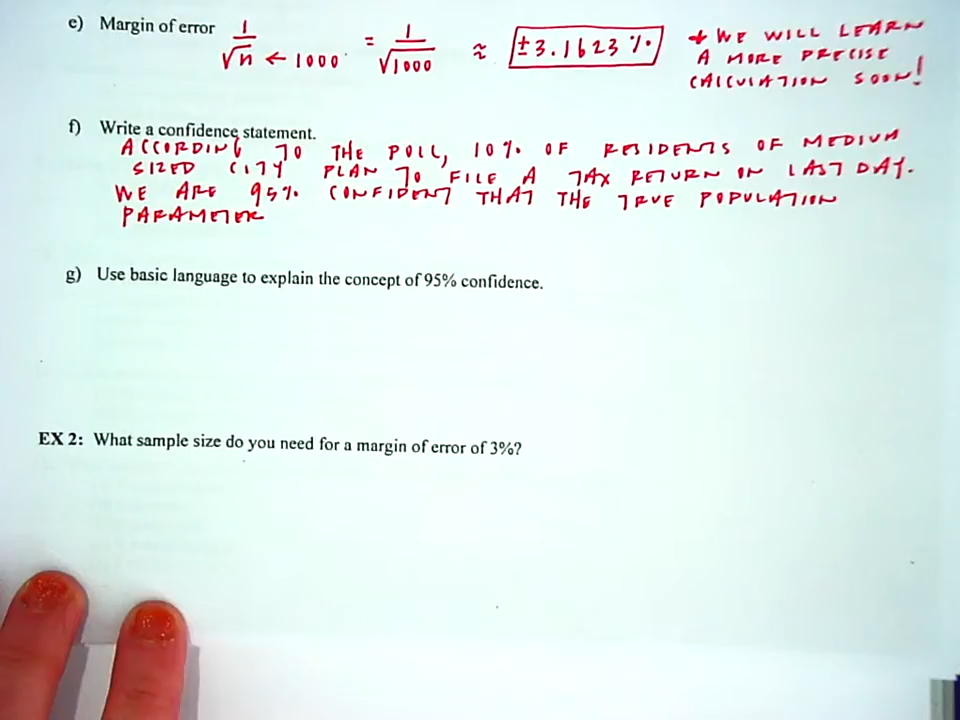 e) Margin of error 1/√n ← 1000 = 1/√1000 ≈ ±3.1623 % * WE WILL LEARN
A MORE PRECISE
CALCULATION SOON!
f) Write a confidence statement.
ACCORDING TO THE POLL, 10% OF RESIDENTS OF MEDIUM
SIZED CITY PLAN TO FILE A TAX RETURN ON LAST DAY.
WE ARE 95% CONFIDENT THAT THE TRUE POPULATION
PARAMETER
g) Use basic language to explain the concept of 95% confidence.
EX 2: What sample size do you need for a margin of error of 3%?